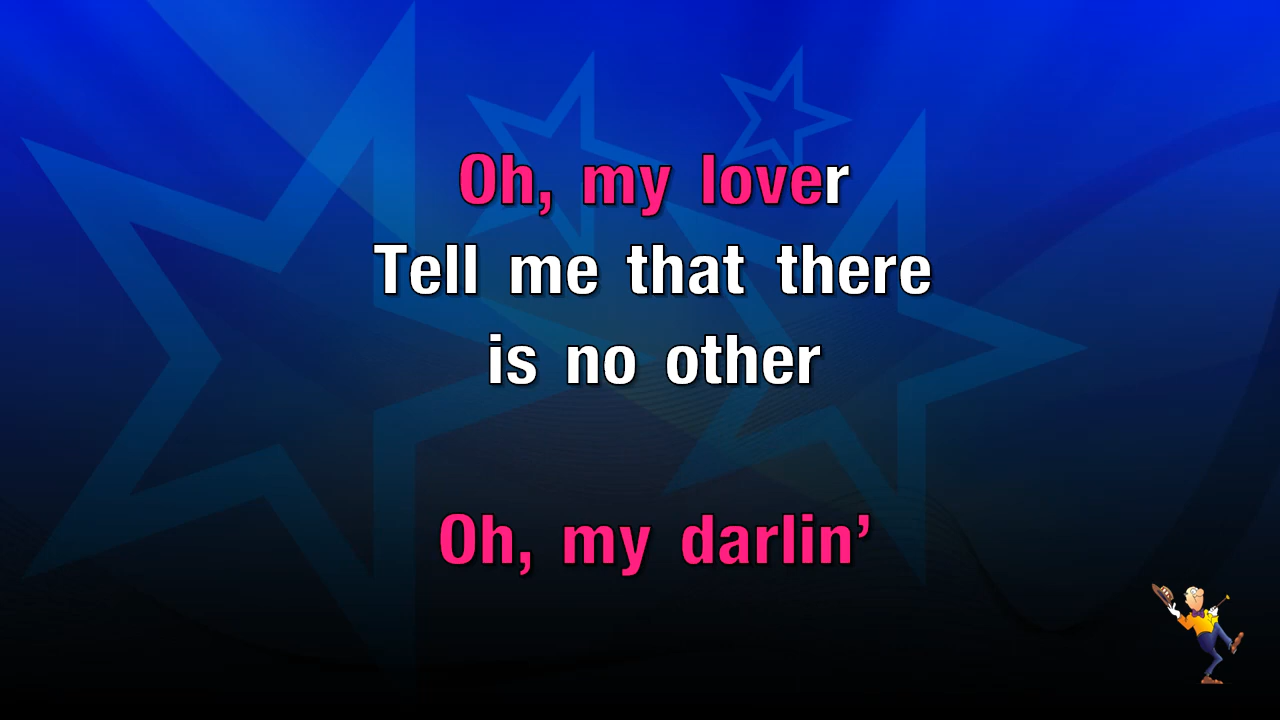 Oh, my lover
Tell me that there
is no other
Oh, my darlin’